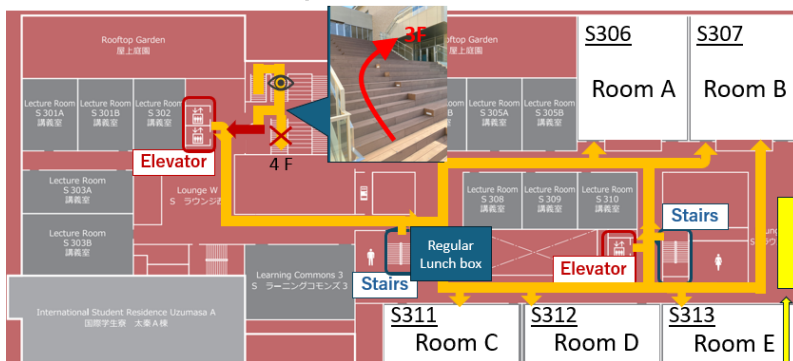 Rooftop Garden
屋上庭園
3F
S306
Room A
S307
Room B
Lecture Room
S 301A
講義室
Lecture Room
S 301B
講義室
Lecture Room
S 302
講義室
Elevator
4 F
Lecture Room
S 305A
講義室
Lecture Room
S 305B
講義室
Lecture Room
S 303A
講義室
Lounge W
S ラウンジ西
Lecture Room
S 303B
講義室
Lecture Room
S 308
講義室
Lecture Room
S 309
講義室
Lecture Room
S 310
講義室
Stairs
Regular
Lunch box
Elevator
Stairs
Learning Commons 3
S ラーニングコモンズ 3
International Student Residence Uzumasa A
国際学生寮 太秦A棟
S311
Room C
S312
Room D
S313
Room E